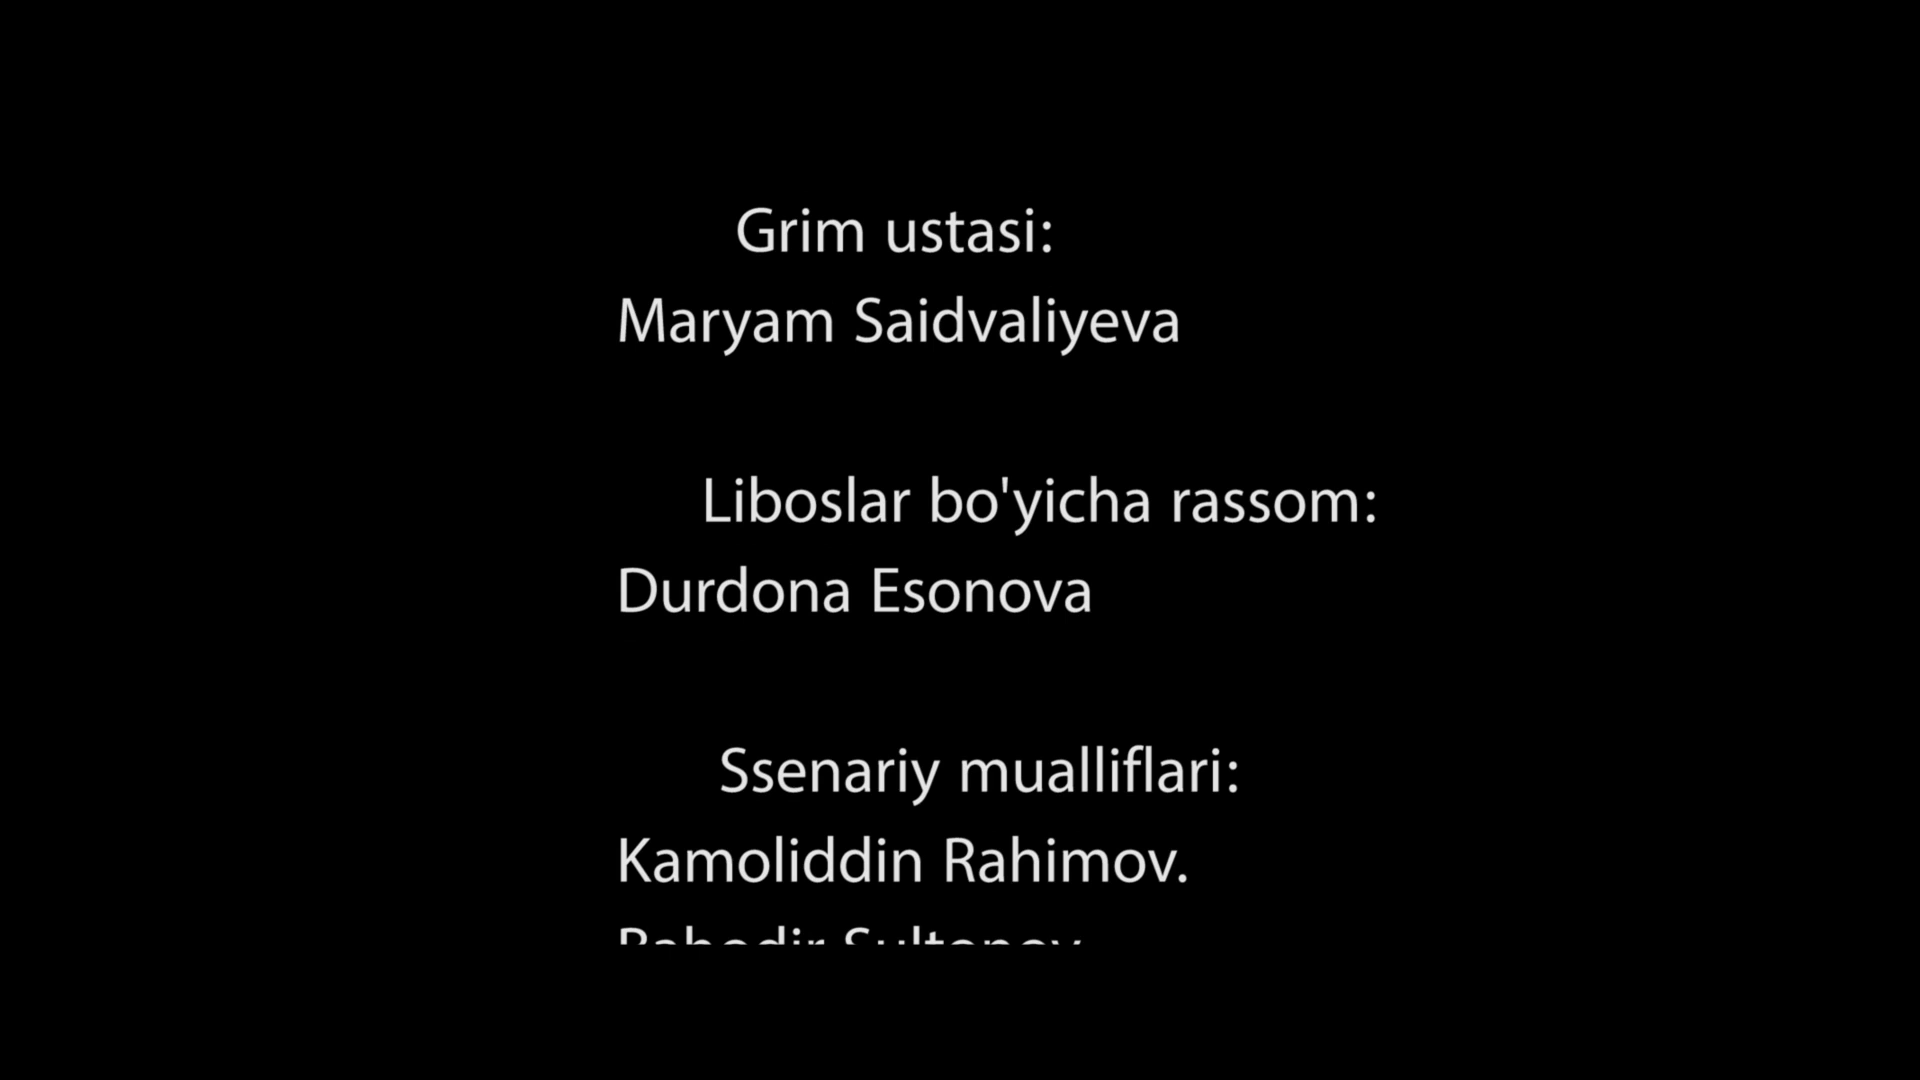 Grim ustasi:
Maryam Saidvaliyeva
Liboslar bo'yicha rassom:
Durdona Esonova
Ssenariy mualliflari:
Kamoliddin Rahimov.